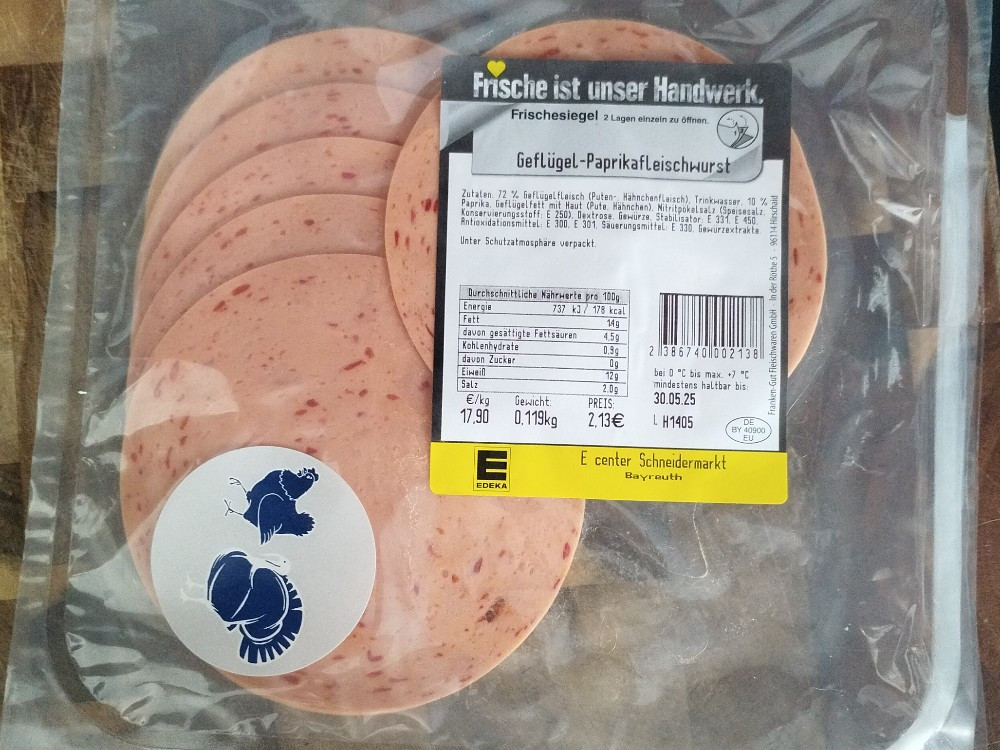 Frische ist unser Handwerk.
Frischesiegel 2 Lagen einzeln zu öffnen.
Geflügel-Paprikafleischwurst
Zutaten: 72 % Geflügelfleisch (Puten-, Hähnchenfleisch), Trinkwasser, 10 %
Paprika, Geflügelfett mit Haut (Pute, Hähnchen), Nitritpökelsalz (Speisesalz,
Konservierungsstoff: E 250), Dextrose, Gewürze, Stabilisator: E 331, E 450,
Antioxidationsmittel: E 300, E 301, Säuerungsmittel: E 330, Gewürzextrakte.
Unter Schutzatmosphäre verpackt.
Durchschnittliche Nährwerte pro 100g
Energie 737 kJ / 178 kcal
Fett 14g
davon gesättigte Fettsäuren 4,5g
Kohlenhydrate 0,9g
davon Zucker 0g
Eiweiß 12g
Salz 2,0g
€/kg Gewicht: PREIS:
17,90 0,119kg 2,13€
2 386740 002138
bei 0 °C bis max. +7 °C
mindestens haltbar bis:
30.05.25
L H1405
DE
BY 40900
EU
Franken-Gut Fleischwaren GmbH · In der Röthe 5 · 96114 Hirschaid
E
EDEKA
E center Schneidermarkt
Bayreuth